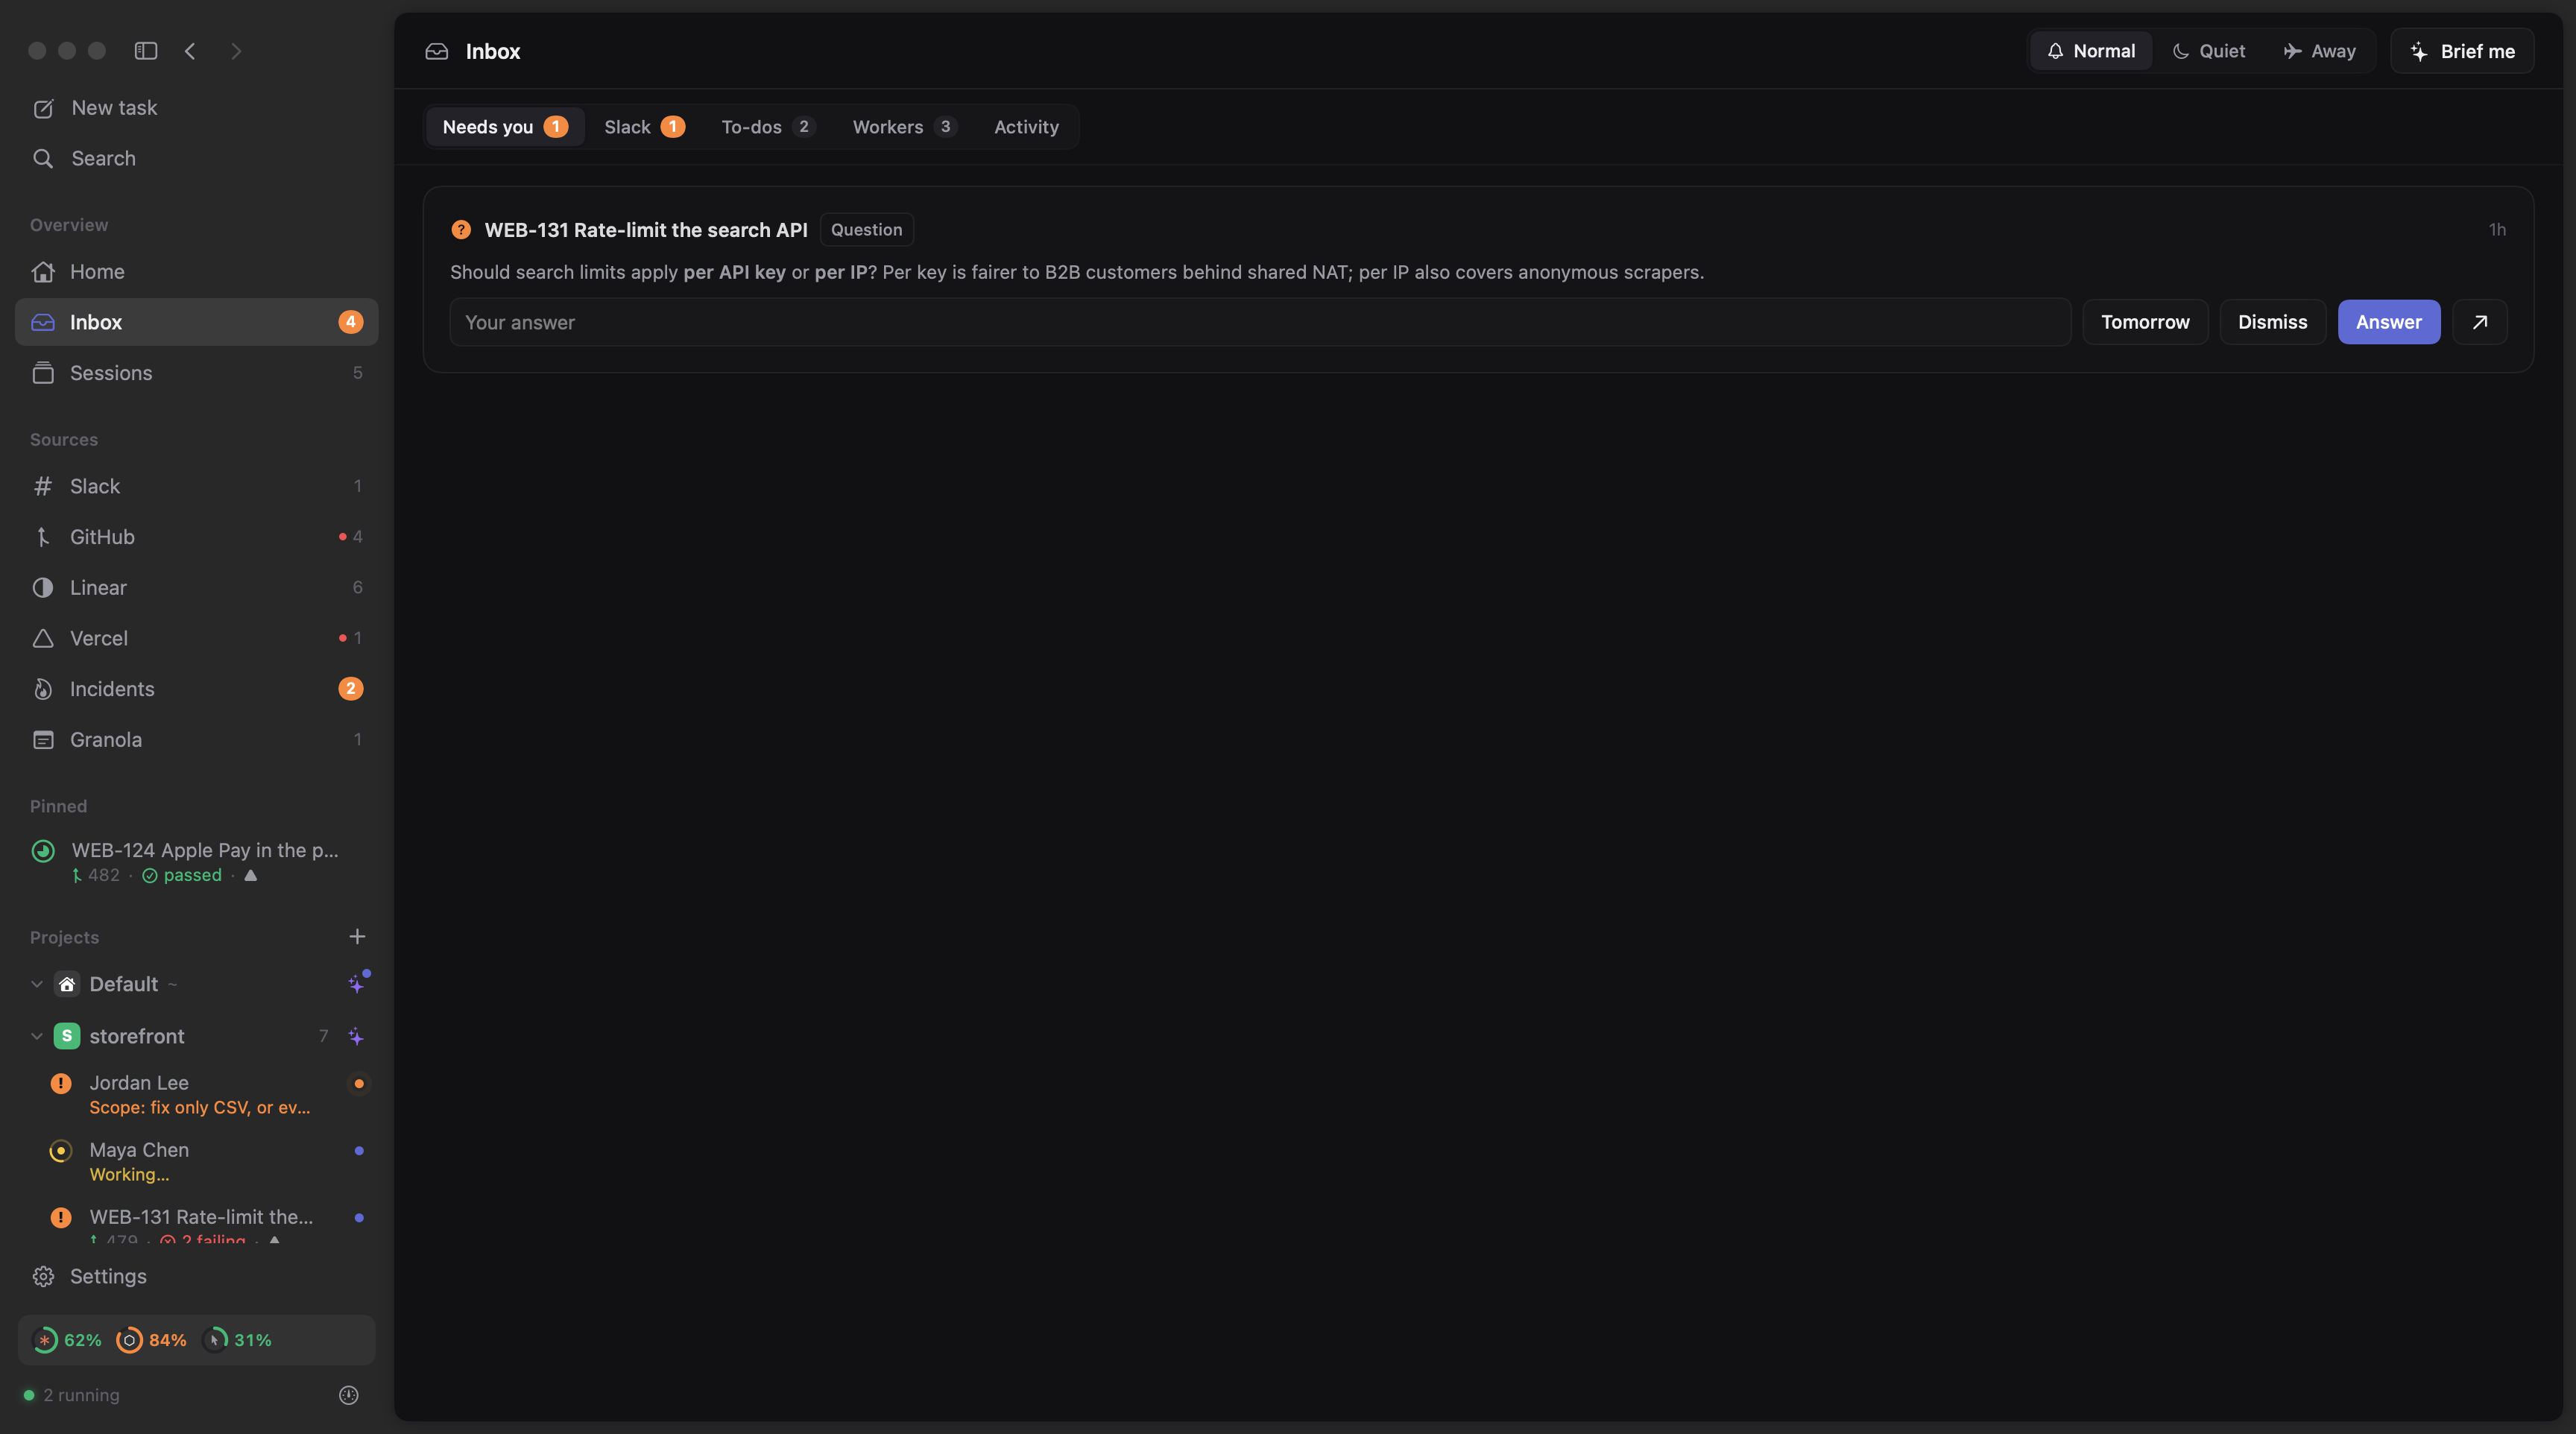 New task
Search
Overview
Home
Inbox 4
Sessions 5
Sources
Slack 1
GitHub 4
Linear 6
Vercel 1
Incidents 2
Granola 1
Pinned
WEB-124 Apple Pay in the p...
482 · passed ·
Projects
Default ~
S storefront 7
Jordan Lee
Scope: fix only CSV, or ev...
Maya Chen
Working...
WEB-131 Rate-limit the...
479 · 2 failing ·
Settings
62% 84% 31%
2 running
Inbox
Normal Quiet Away Brief me
Needs you 1 Slack 1 To-dos 2 Workers 3 Activity
WEB-131 Rate-limit the search API Question 1h
Should search limits apply per API key or per IP? Per key is fairer to B2B customers behind shared NAT; per IP also covers anonymous scrapers.
Your answer Tomorrow Dismiss Answer